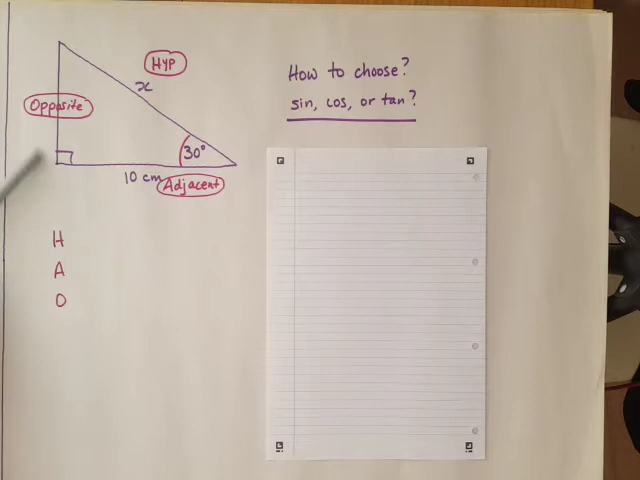 Hyp
x
Opposite
30°
10 cm
Adjacent
How to choose?
sin, cos, or tan?
H
A
O